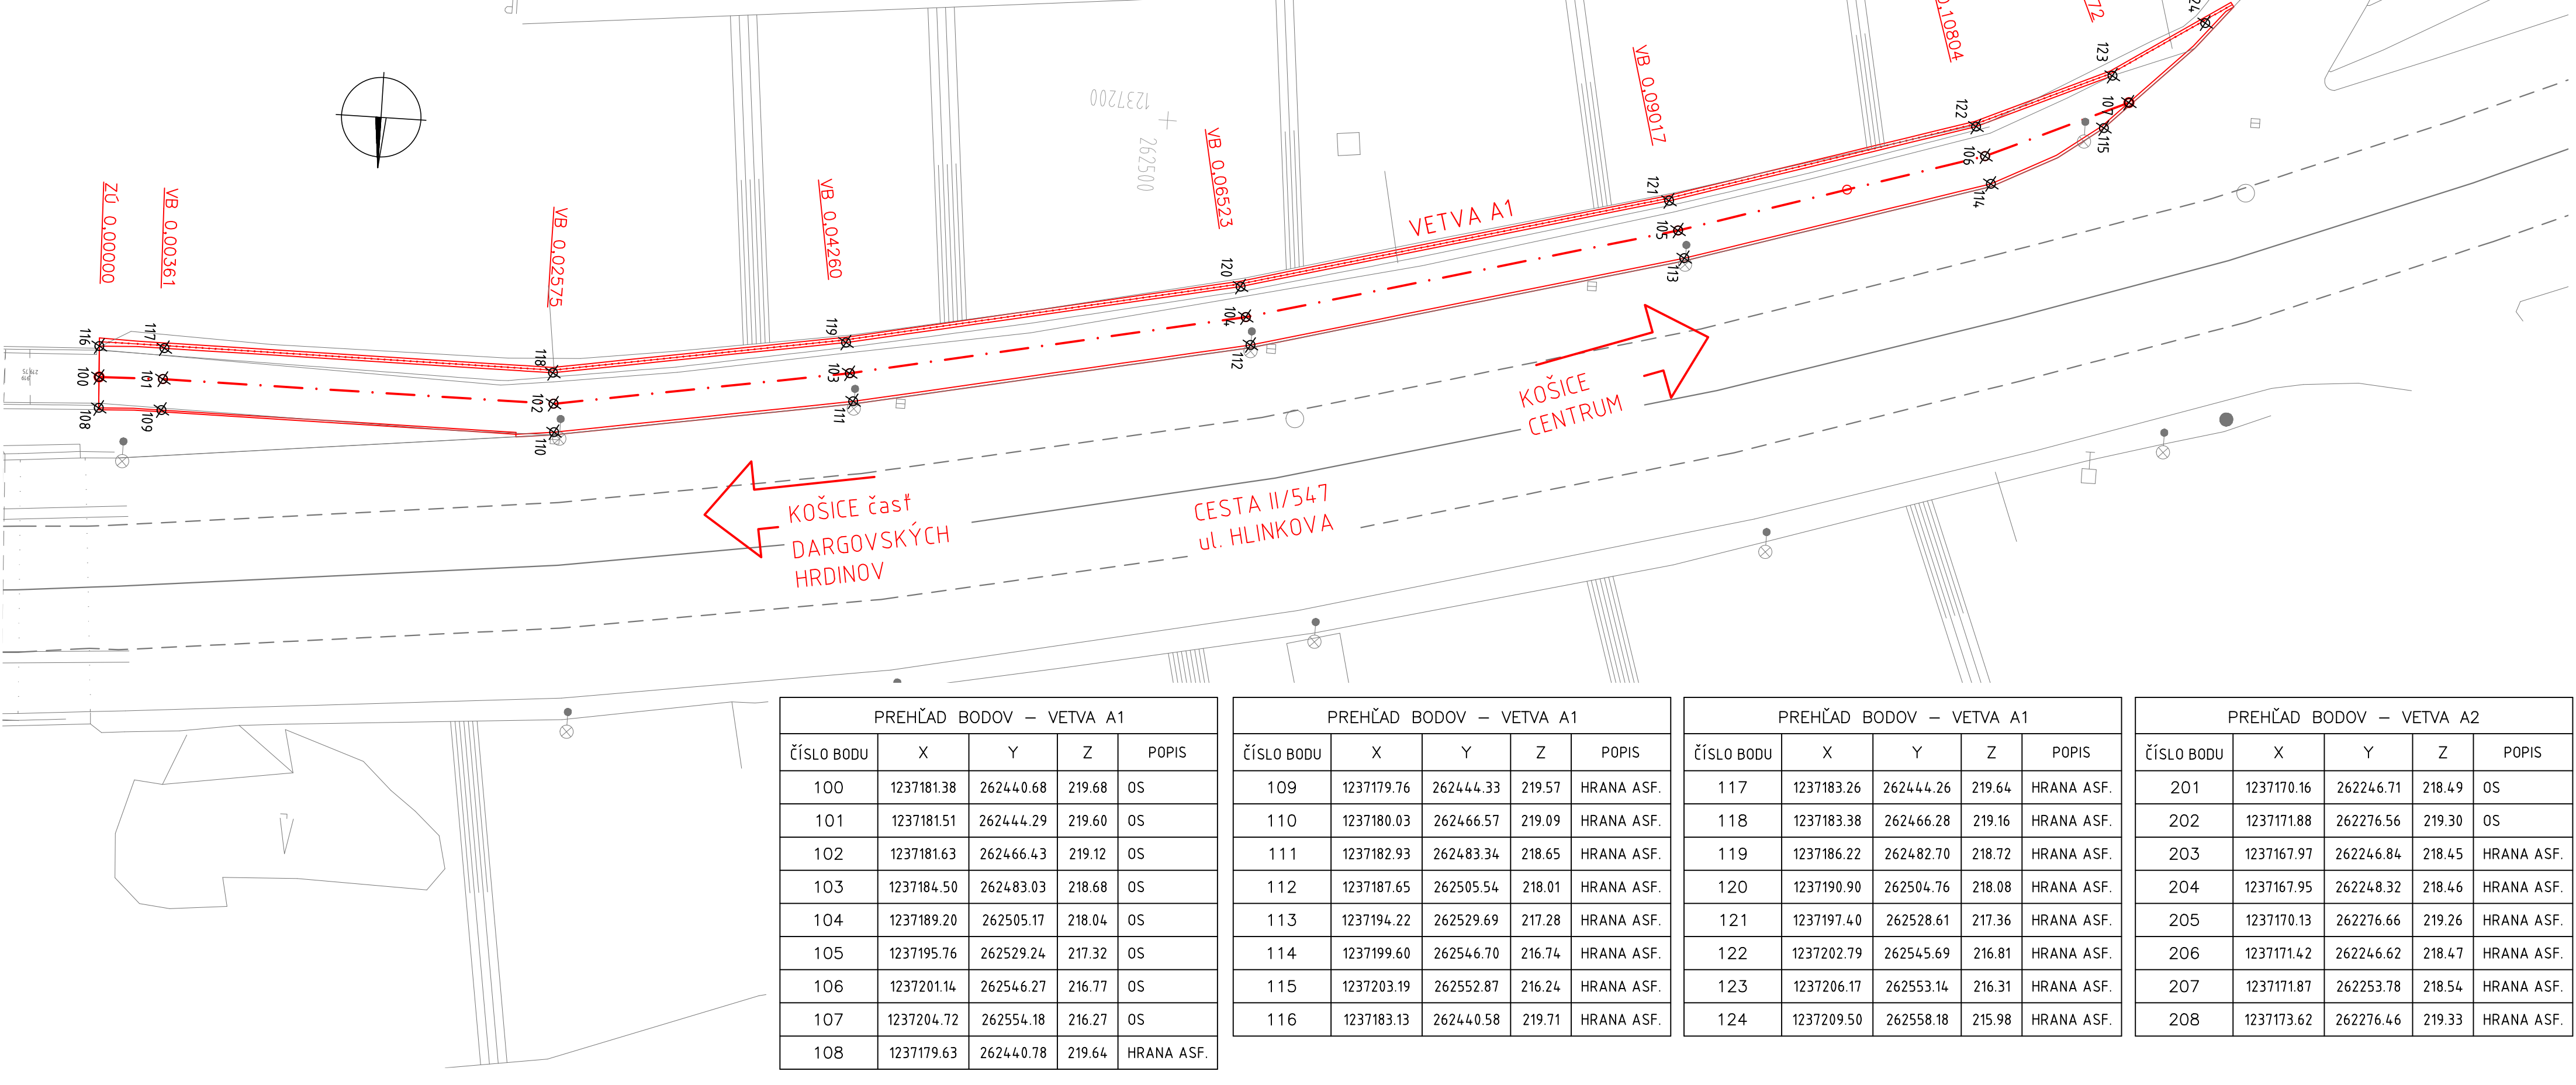 ZÚ 0,00000
VB 0,00361
VB 0,02575
VB 0,04260
VB 0,06523
VB 0,09017
0,10804
72
1237200
262500
VETVA A1
116
117
118
119
120
121
122
123
24
100
101
102
103
104
105
106
107
108
109
110
111
112
113
114
115
KOŠICE
CENTRUM
KOŠICE časť
DARGOVSKÝCH
HRDINOV
CESTA II/547
ul. HLINKOVA
PREHĽAD BODOV – VETVA A1
ČÍSLO BODU X Y Z POPIS
100 1237181.38 262440.68 219.68 OS
101 1237181.51 262444.29 219.60 OS
102 1237181.63 262466.43 219.12 OS
103 1237184.50 262483.03 218.68 OS
104 1237189.20 262505.17 218.04 OS
105 1237195.76 262529.24 217.32 OS
106 1237201.14 262546.27 216.77 OS
107 1237204.72 262554.18 216.27 OS
108 1237179.63 262440.78 219.64 HRANA ASF.
PREHĽAD BODOV – VETVA A1
ČÍSLO BODU X Y Z POPIS
109 1237179.76 262444.33 219.57 HRANA ASF.
110 1237180.03 262466.57 219.09 HRANA ASF.
111 1237182.93 262483.34 218.65 HRANA ASF.
112 1237187.65 262505.54 218.01 HRANA ASF.
113 1237194.22 262529.69 217.28 HRANA ASF.
114 1237199.60 262546.70 216.74 HRANA ASF.
115 1237203.19 262552.87 216.24 HRANA ASF.
116 1237183.13 262440.58 219.71 HRANA ASF.
PREHĽAD BODOV – VETVA A1
ČÍSLO BODU X Y Z POPIS
117 1237183.26 262444.26 219.64 HRANA ASF.
118 1237183.38 262466.28 219.16 HRANA ASF.
119 1237186.22 262482.70 218.72 HRANA ASF.
120 1237190.90 262504.76 218.08 HRANA ASF.
121 1237197.40 262528.61 217.36 HRANA ASF.
122 1237202.79 262545.69 216.81 HRANA ASF.
123 1237206.17 262553.14 216.31 HRANA ASF.
124 1237209.50 262558.18 215.98 HRANA ASF.
PREHĽAD BODOV – VETVA A2
ČÍSLO BODU X Y Z POPIS
201 1237170.16 262246.71 218.49 OS
202 1237171.88 262276.56 219.30 OS
203 1237167.97 262246.84 218.45 HRANA ASF.
204 1237167.95 262248.32 218.46 HRANA ASF.
205 1237170.13 262276.66 219.26 HRANA ASF.
206 1237171.42 262246.62 218.47 HRANA ASF.
207 1237171.87 262253.78 218.54 HRANA ASF.
208 1237173.62 262276.46 219.33 HRANA ASF.